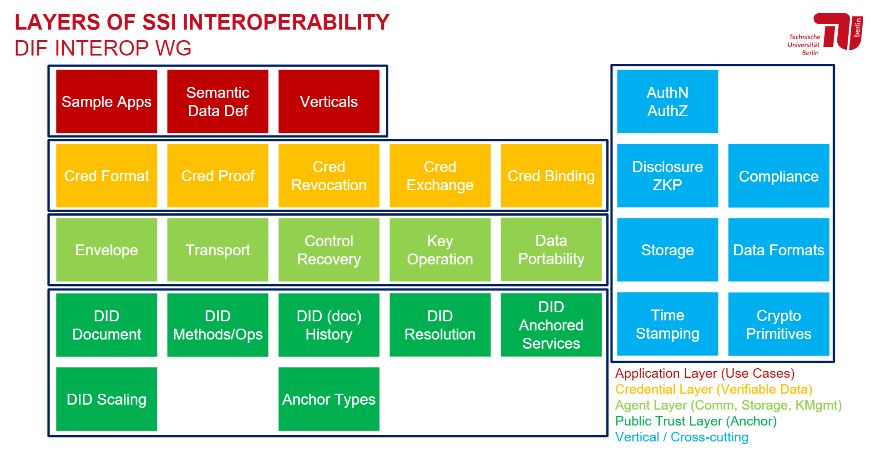 LAYERS OF SSI INTEROPERABILITY
DIF INTEROP WG
Technische
Universität
Berlin
berlin
Sample Apps
Semantic
Data Def
Verticals
AuthN
AuthZ
Cred Format
Cred Proof
Cred
Revocation
Cred
Exchange
Cred Binding
Disclosure
ZKP
Compliance
Envelope
Transport
Control
Recovery
Key
Operation
Data
Portability
Storage
Data Formats
DID
Document
DID
Methods/Ops
DID (doc)
History
DID
Resolution
DID
Anchored
Services
Time
Stamping
Crypto
Primitives
DID Scaling
Anchor Types
Application Layer (Use Cases)
Credential Layer (Verifiable Data)
Agent Layer (Comm, Storage, KMgmt)
Public Trust Layer (Anchor)
Vertical / Cross-cutting